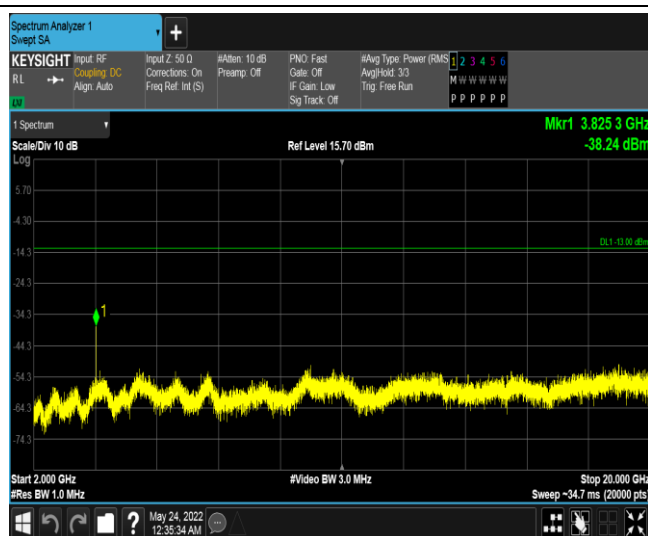 Spectrum Analyzer 1
Swept SA
+
KEYSIGHT
RL
LM
Input: RF
Coupling: DC
Align: Auto
Input Z: 50 Ω
Corrections: On
Freq Ref: Int (S)
#Atten: 10 dB
Preamp: Off
PNO: Fast
Gate: Off
IF Gain: Low
Sig Track: Off
#Avg Type: Power (RMS
Avg|Hold: 3/3
Trig: Free Run
1 2 3 4 5 6
M W W W W W
P P P P P P
1 Spectrum
Scale/Div 10 dB
Log
Ref Level 15.70 dBm
Mkr1 3.825 3 GHz
-38.24 dBm
5.70
-4.30
DL1 -13.00 dBm
-14.3
-24.3
-34.3
1
-44.3
-54.3
-64.3
-74.3
Start 2.000 GHz
#Res BW 1.0 MHz
#Video BW 3.0 MHz
Stop 20.000 GHz
Sweep ~34.7 ms (20000 pts)
?
May 24, 2022
12:35:34 AM